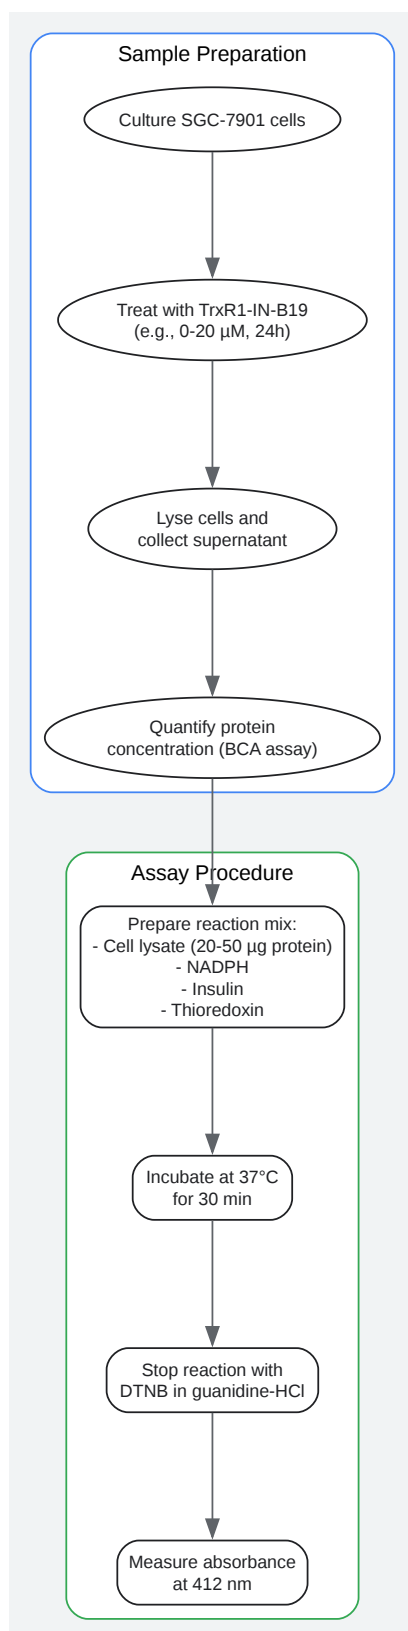 Sample Preparation
Culture SGC-7901 cells
Treat with TrxR1-IN-B19
(e.g., 0-20 µM, 24h)
Lyse cells and
collect supernatant
Quantify protein
concentration (BCA assay)
Assay Procedure
Prepare reaction mix:
- Cell lysate (20-50 µg protein)
- NADPH
- Insulin
- Thioredoxin
Incubate at 37°C
for 30 min
Stop reaction with
DTNB in guanidine-HCl
Measure absorbance
at 412 nm